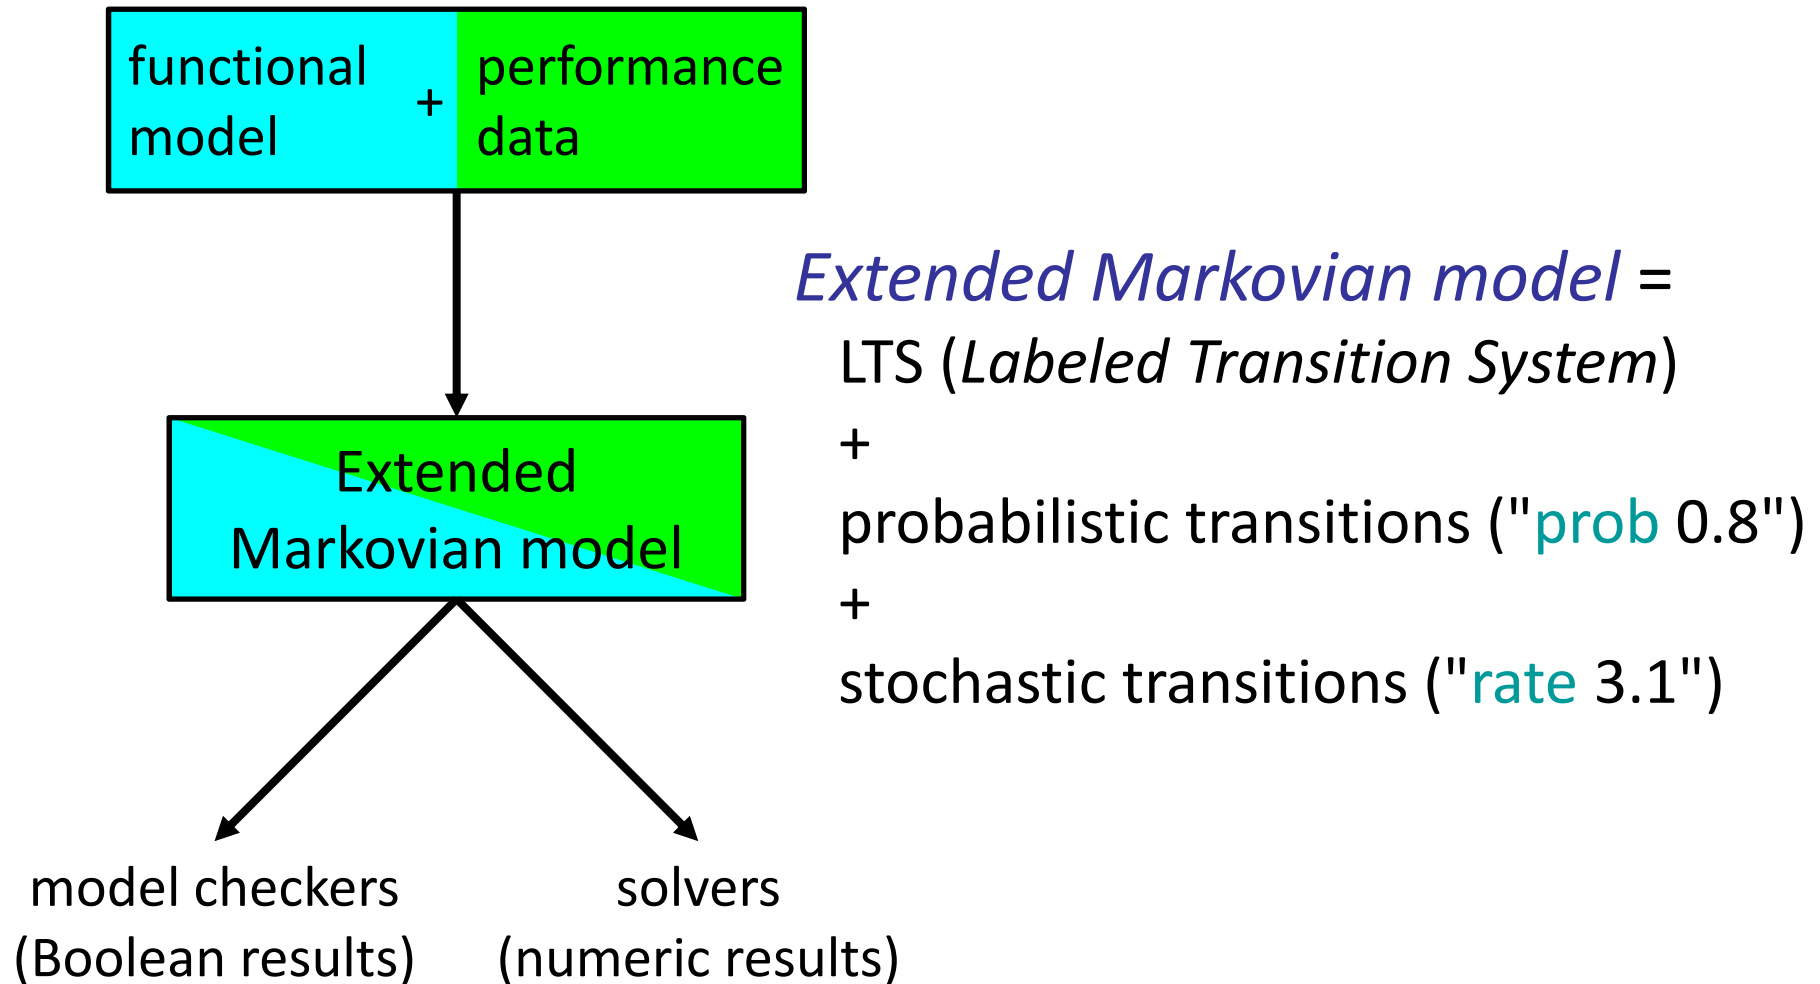 functional
model
+
performance
data
Extended
Markovian model
model checkers
(Boolean results)
solvers
(numeric results)
Extended Markovian model =
LTS (Labeled Transition System)
+
probabilistic transitions ("prob 0.8")
+
stochastic transitions ("rate 3.1")